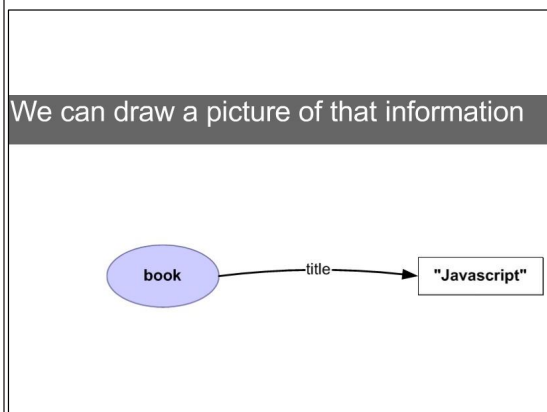 We can draw a picture of that information
book
title
"Javascript"